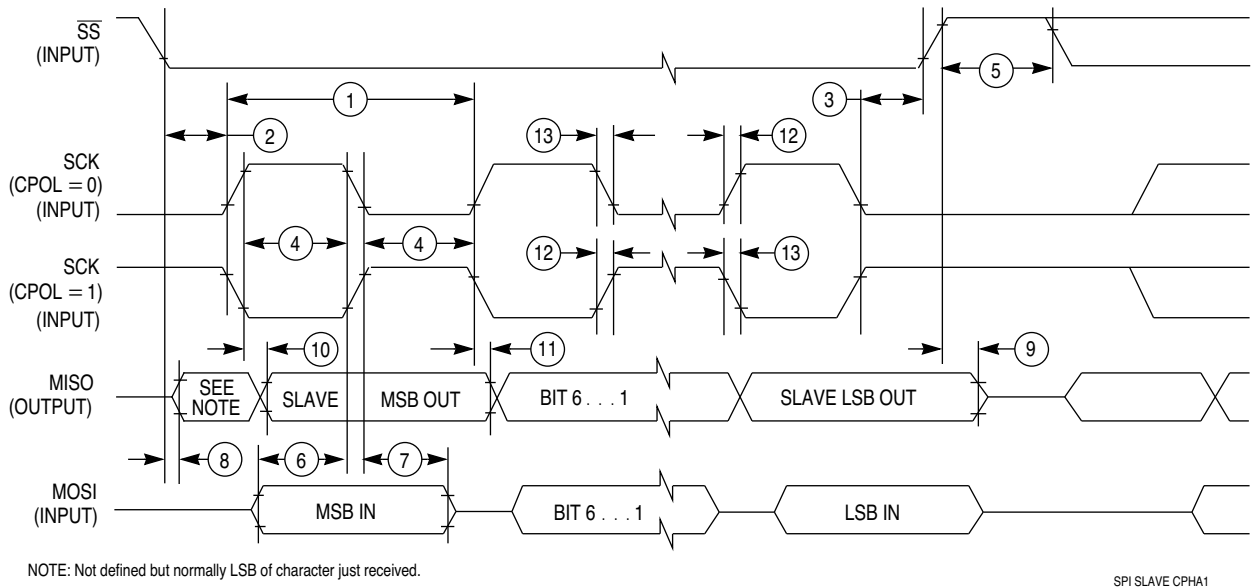 SS
(INPUT)
5
1
3
2
13
12
SCK
(CPOL = 0)
(INPUT)
4
4
12
13
SCK
(CPOL = 1)
(INPUT)
10
11
9
MISO
(OUTPUT)
SEE
NOTE
SLAVE
MSB OUT
BIT 6 . . . 1
SLAVE LSB OUT
8
6
7
MOSI
(INPUT)
MSB IN
BIT 6 . . . 1
LSB IN
NOTE: Not defined but normally LSB of character just received.
SPI SLAVE CPHA1